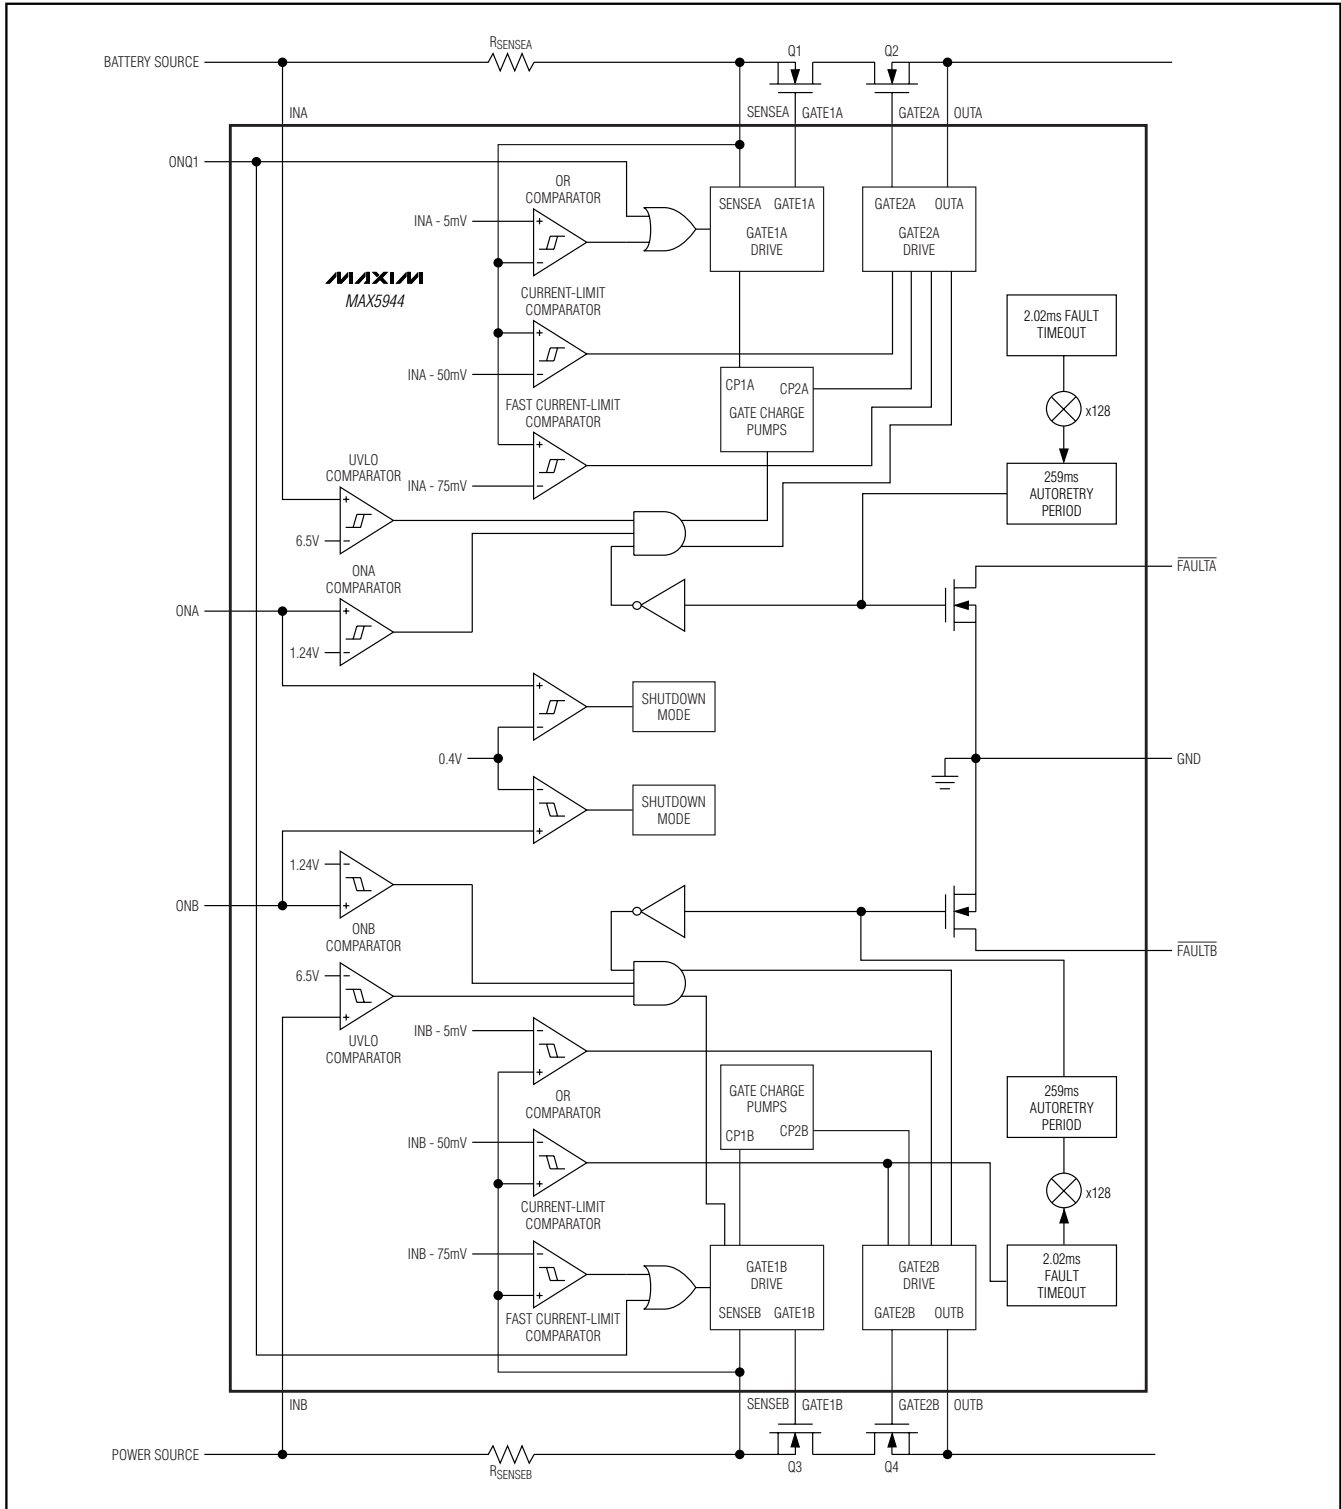 BATTERY SOURCE
RSENSEA
Q1
Q2
INA
SENSEA
GATE1A
GATE2A
OUTA
ONQ1
OR
COMPARATOR
INA - 5mV
+
-
SENSEA GATE1A
GATE1A
DRIVE
GATE2A OUTA
GATE2A
DRIVE
MAXIM
MAX5944
CURRENT-LIMIT
COMPARATOR
+
INA - 50mV
-
2.02ms FAULT
TIMEOUT
x128
CP1A
CP2A
GATE CHARGE
PUMPS
FAST CURRENT-LIMIT
COMPARATOR
+
INA - 75mV
-
259ms
AUTORETRY
PERIOD
UVLO
COMPARATOR
+
6.5V
-
FAULTA
ONA
COMPARATOR
ONA
+
1.24V
-
+
-
SHUTDOWN
MODE
0.4V
GND
-
+
SHUTDOWN
MODE
1.24V
-
ONB
+
ONB
COMPARATOR
FAULTB
6.5V
-
+
UVLO
COMPARATOR
INB - 5mV
-
+
OR
COMPARATOR
GATE CHARGE
PUMPS
CP1B
CP2B
259ms
AUTORETRY
PERIOD
INB - 50mV
-
+
CURRENT-LIMIT
COMPARATOR
x128
INB - 75mV
-
+
FAST CURRENT-LIMIT
COMPARATOR
GATE1B
DRIVE
SENSEB GATE1B
GATE2B
DRIVE
GATE2B OUTB
2.02ms
FAULT
TIMEOUT
INB
SENSEB
GATE1B
GATE2B
OUTB
POWER SOURCE
RSENSEB
Q3
Q4